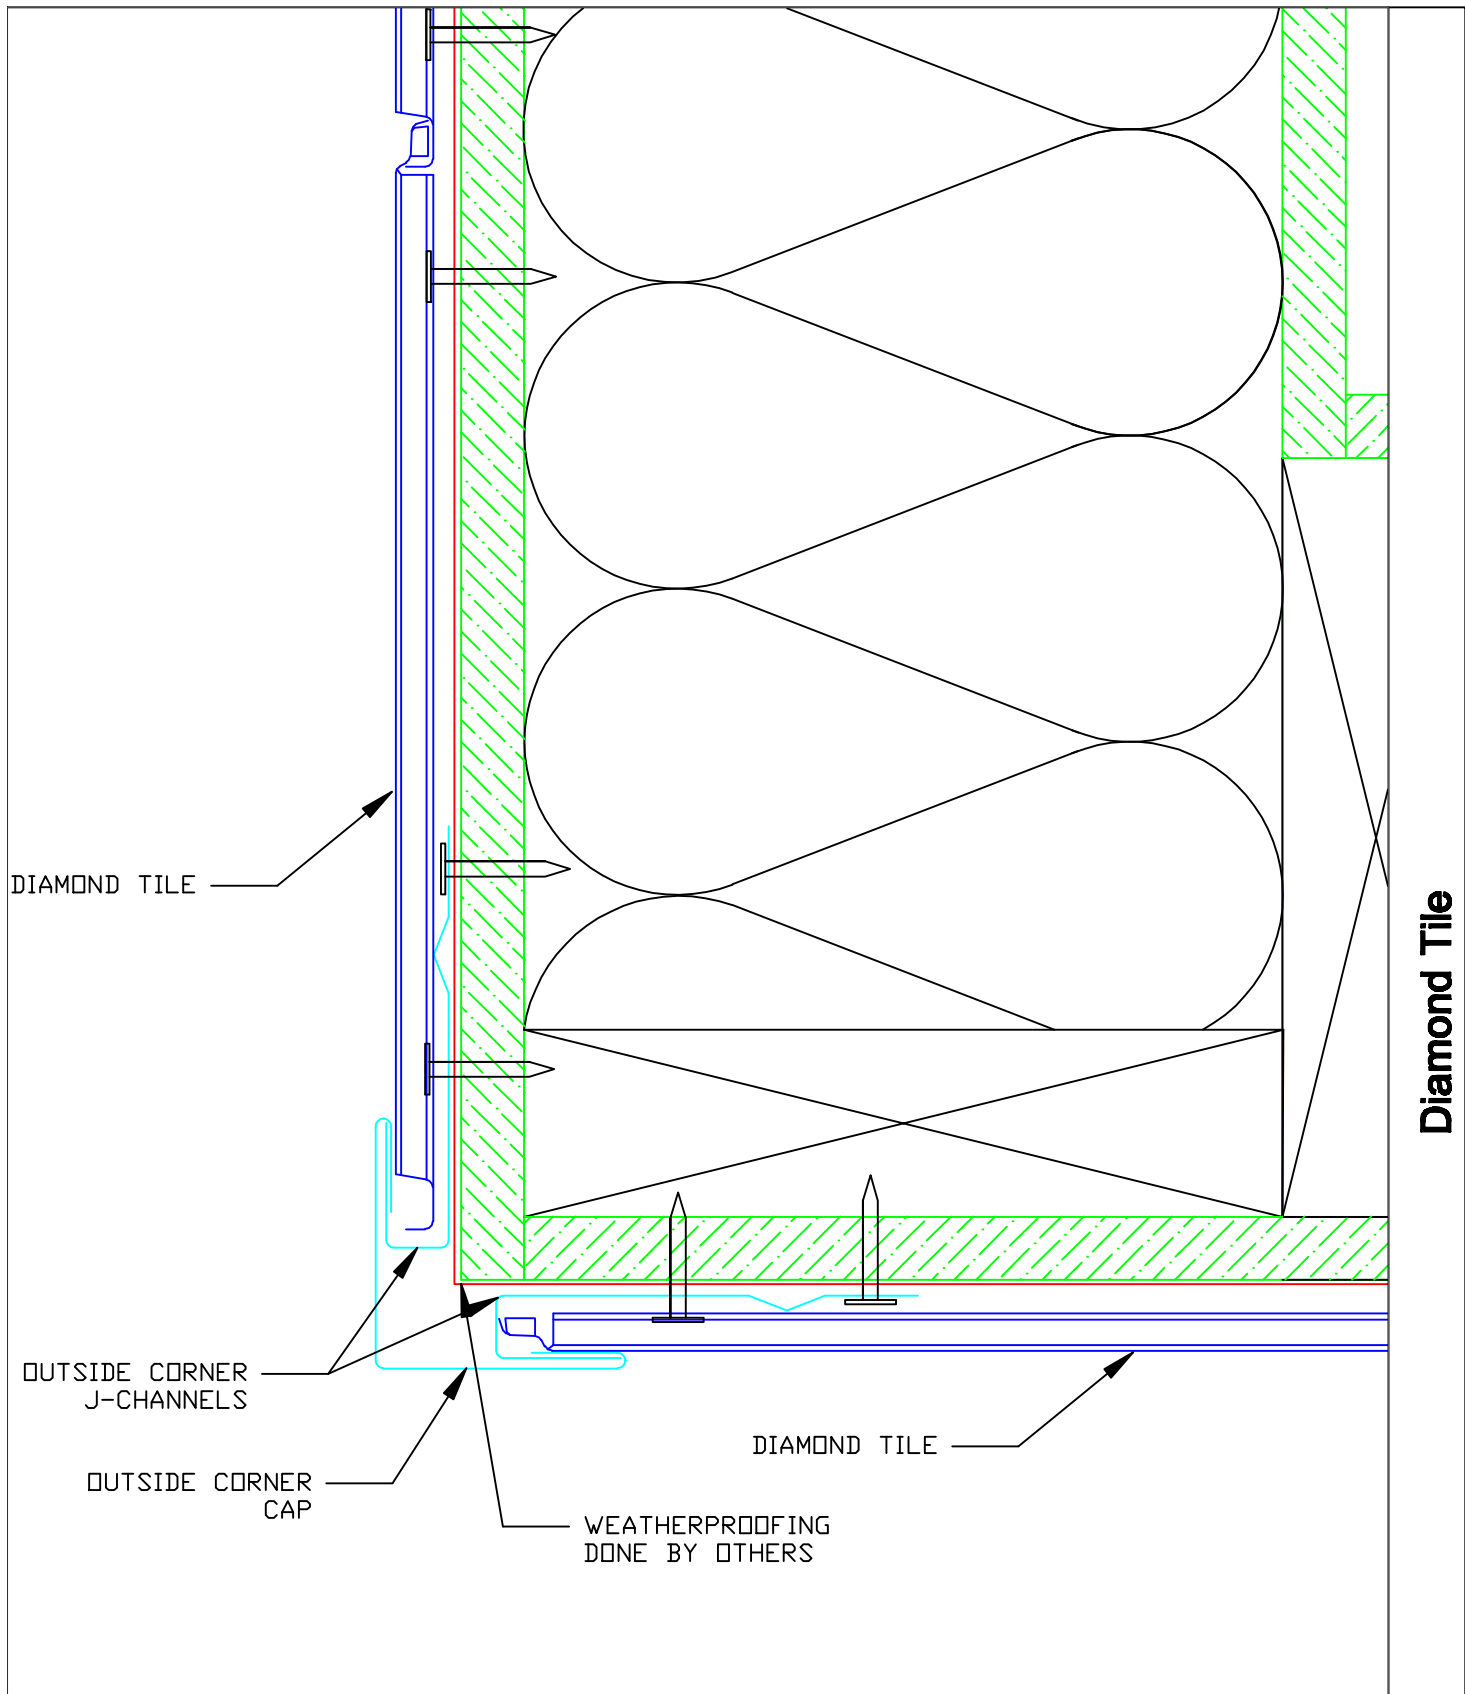 DIAMOND TILE
Diamond Tile
OUTSIDE CORNER
J-CHANNELS
DIAMOND TILE
OUTSIDE CORNER
CAP
WEATHERPROOFING
DONE BY OTHERS